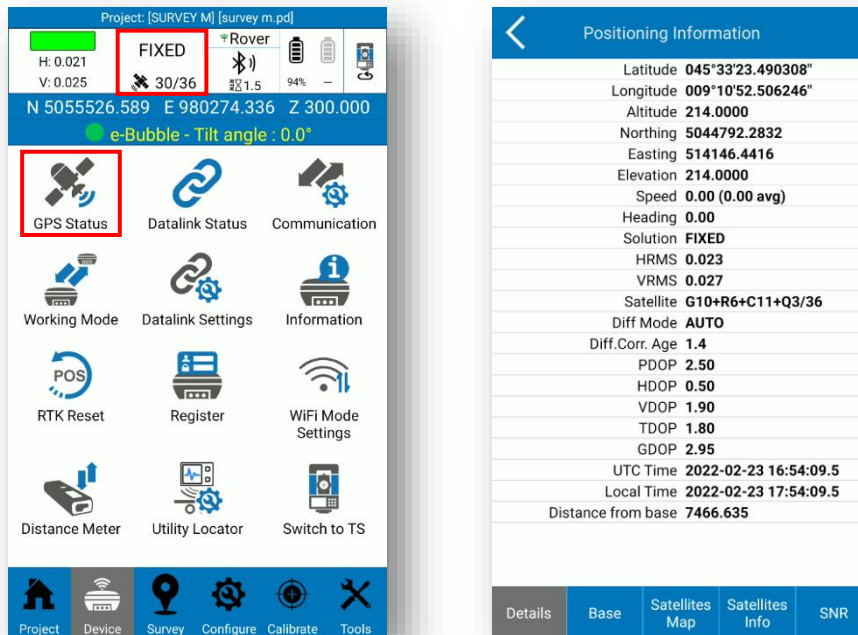 Project: [SURVEY M] [survey m.pd]
H: 0.021
V: 0.025
FIXED
30/36
Rover
1.5
94%
–
N 5055526.589 E 980274.336 Z 300.000
e-Bubble - Tilt angle : 0.0°
GPS Status
Datalink Status
Communication
Working Mode
Datalink Settings
Information
POS
RTK Reset
Register
WiFi Mode
Settings
Distance Meter
Utility Locator
Switch to TS
Project
Device
Survey
Configure
Calibrate
Tools
Positioning Information
Latitude 045°33'23.490308"
Longitude 009°10'52.506246"
Altitude 214.0000
Northing 5044792.2832
Easting 514146.4416
Elevation 214.0000
Speed 0.00 (0.00 avg)
Heading 0.00
Solution FIXED
HRMS 0.023
VRMS 0.027
Satellite G10+R6+C11+Q3/36
Diff Mode AUTO
Diff.Corr. Age 1.4
PDOP 2.50
HDOP 0.50
VDOP 1.90
TDOP 1.80
GDOP 2.95
UTC Time 2022-02-23 16:54:09.5
Local Time 2022-02-23 17:54:09.5
Distance from base 7466.635
Details
Base
Satellites
Map
Satellites
Info
SNR